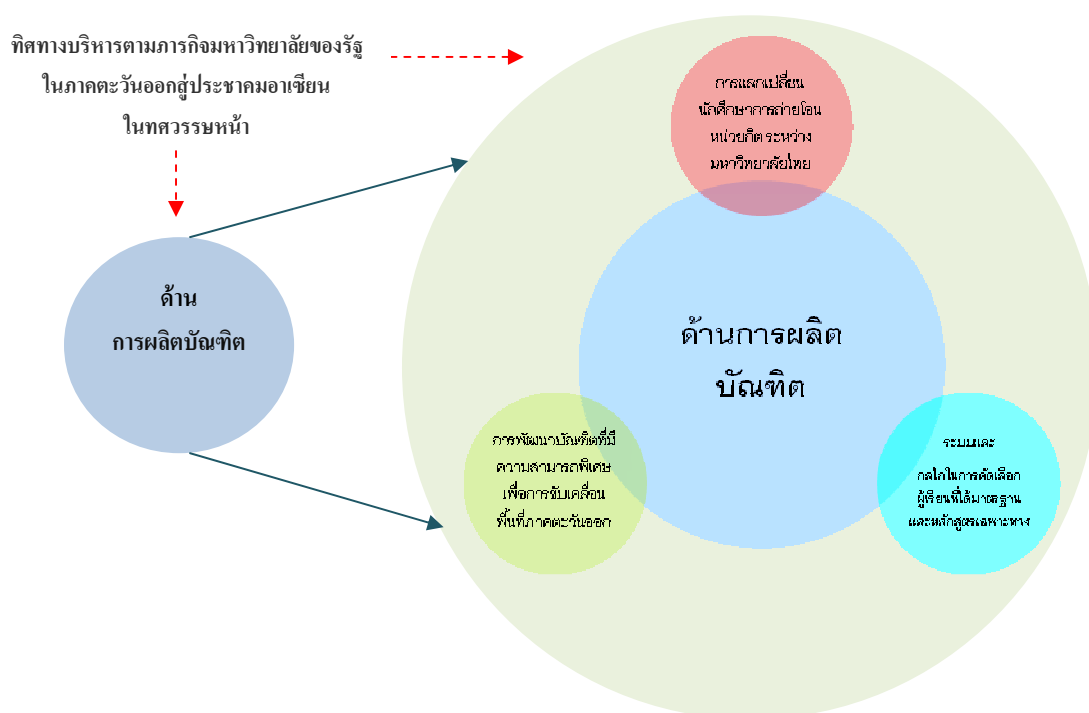 ทิศทางบริหารตามภารกิจมหาวิทยาลัยของรัฐ
ในภาคตะวันออกสู่ประชาคมอาเซียน
ในทศวรรษหน้า
ด้าน
การผลิตบัณฑิต
การแลกเปลี่ยน
นักศึกษาการถ่ายโอน
หน่วยกิต ระหว่าง
มหาวิทยาลัยไทย
ด้านการผลิต
บัณฑิต
การพัฒนาบัณฑิตที่มี
ความสามารถพิเศษ
เพื่อการขับเคลื่อน
พื้นที่ภาคตะวันออก
ระบบและ
กลไกในการคัดเลือก
ผู้เรียนที่ได้มาตรฐาน
และหลักสูตรเฉพาะทาง